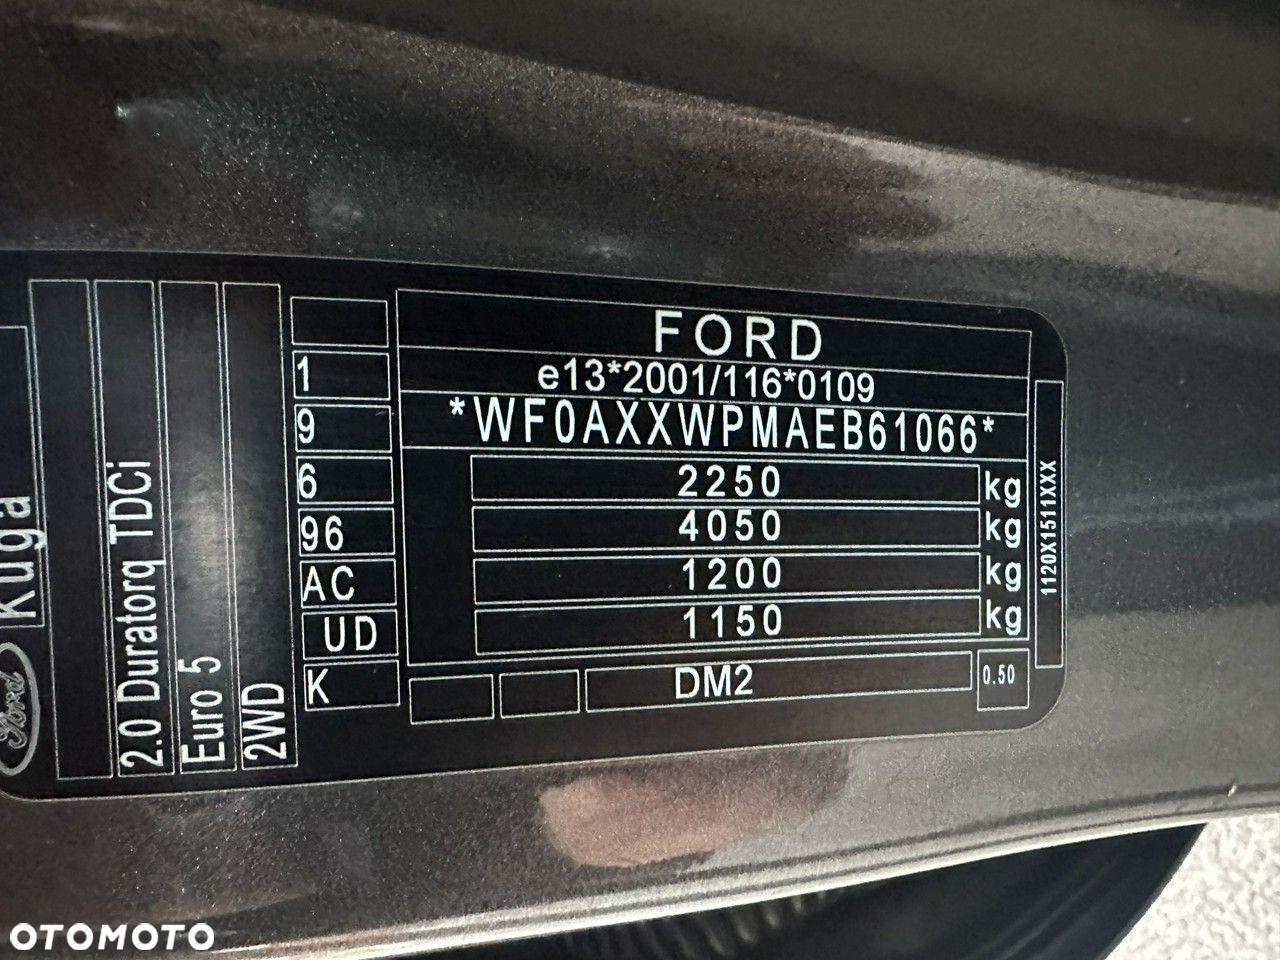 Ford
Kuga
2.0 Duratorq TDCi
Euro 5
2WD
1
9
6
96
AC
UD
K
FORD
e13*2001/116*0109
*WF0AXXWPMAEB61066*
2250 kg
4050 kg
1200 kg
1150 kg
DM2
0.50
1120X1511XXX
OTOMOTO